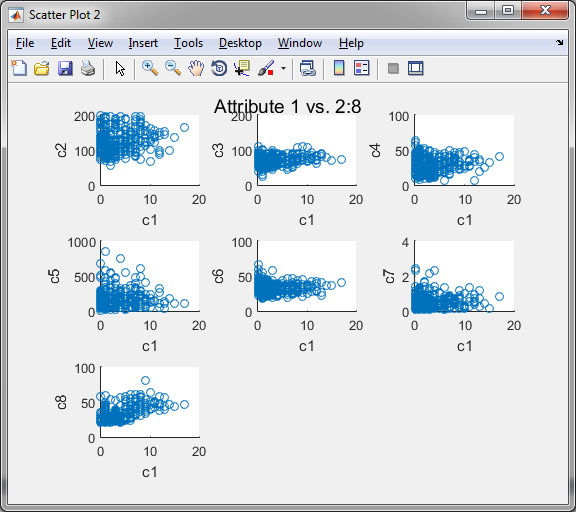 Scatter Plot 2
File Edit View Insert Tools Desktop Window Help
Attribute 1 vs. 2:8
200
100
0
c2
0 10 20
c1
200
100
0
c3
0 10 20
c1
100
50
0
c4
0 10 20
c1
1000
500
0
c5
0 10 20
c1
100
50
0
c6
0 10 20
c1
4
2
0
c7
0 10 20
c1
100
50
0
c8
0 10 20
c1